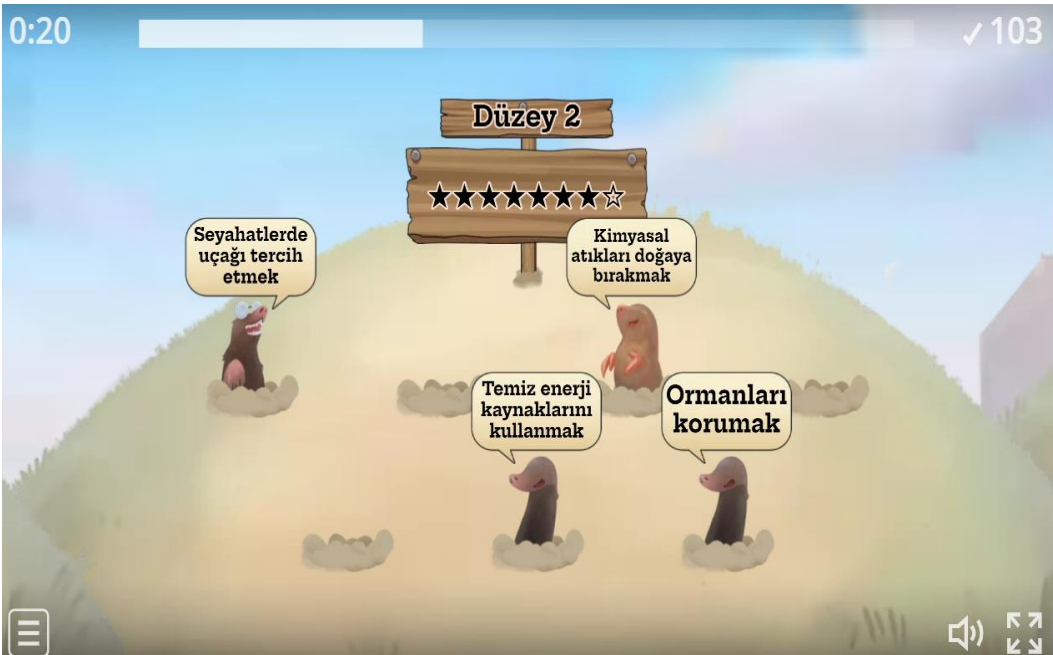 0:20
✓ 103
Düzey 2
Seyahatlerde
uçağı tercih
etmek
Kimyasal
atıkları doğaya
bırakmak
Temiz enerji
kaynaklarını
kullanmak
Ormanları
korumak